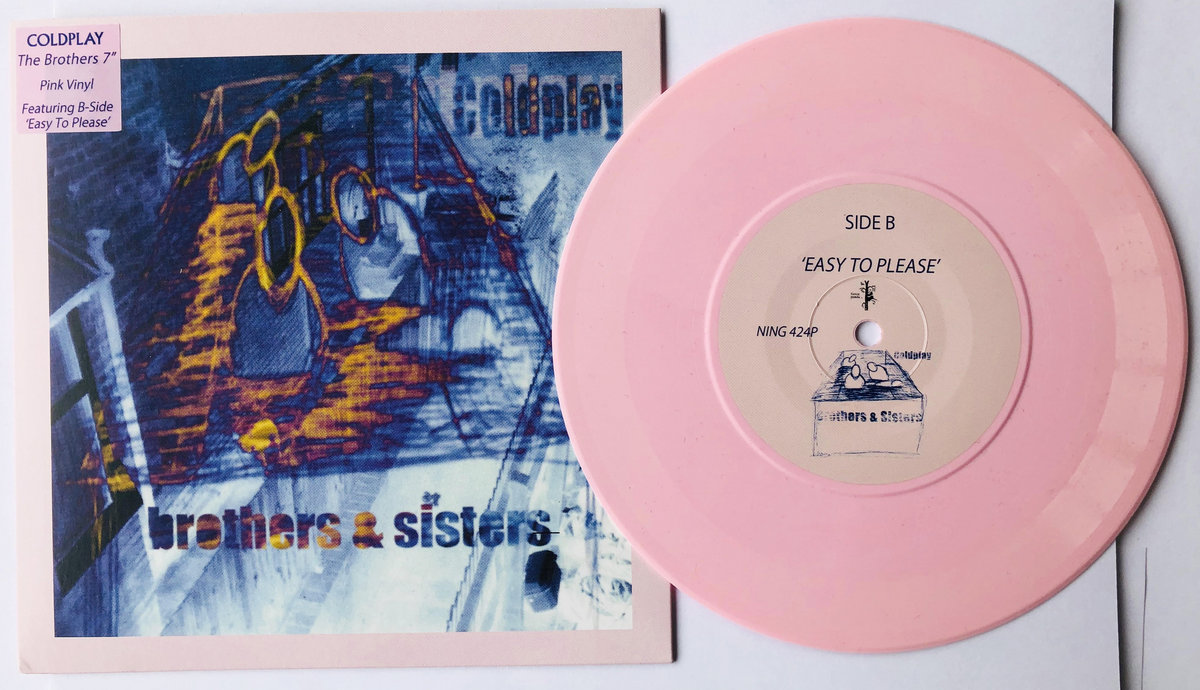 COLDPLAY
The Brothers 7"
Pink Vinyl
Featuring B-Side
‘Easy To Please’
coldplay
brothers & sisters
SIDE B
‘EASY TO PLEASE’
NING 424P
coldplay
Brothers & Sisters